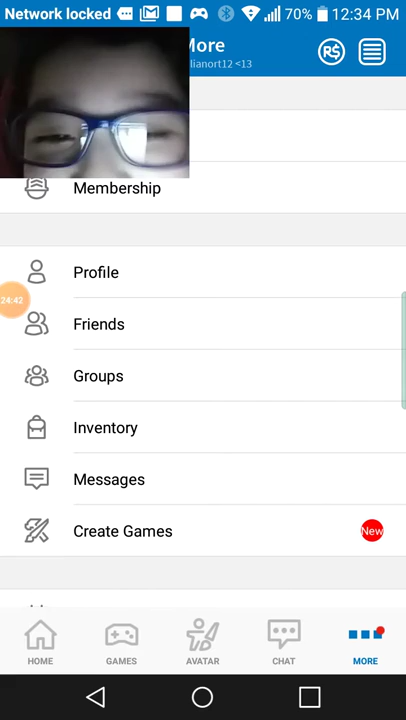 Network locked 70% 12:34 PM
More
lianort12 <13
R$
Membership
Profile
24:42
Friends
Groups
Inventory
Messages
Create Games New
HOME GAMES AVATAR CHAT MORE